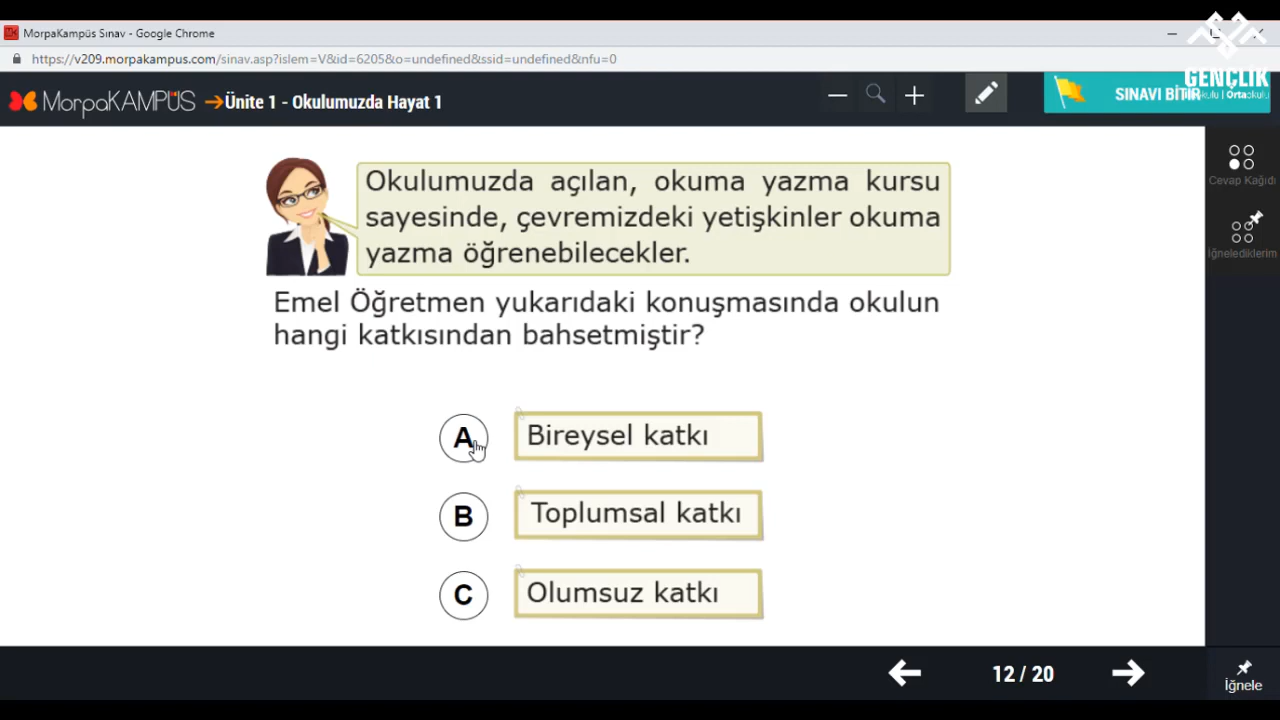 MorpaKampüs Sınav - Google Chrome
https://v209.morpakampus.com/sinav.asp?islem=V&id=6205&o=undefined&ssid=undefined&nfu=0
MorpaKAMPÜS Ünite 1 - Okulumuzda Hayat 1
SINAVI BİTİR
GENÇLİK
okulu | Ortaokulu
Cevap Kağıdı
İğnelediklerim
Okulumuzda açılan, okuma yazma kursu
sayesinde, çevremizdeki yetişkinler okuma
yazma öğrenebilecekler.
Emel Öğretmen yukarıdaki konuşmasında okulun
hangi katkısından bahsetmiştir?
A Bireysel katkı
B Toplumsal katkı
C Olumsuz katkı
12 / 20
İğnele